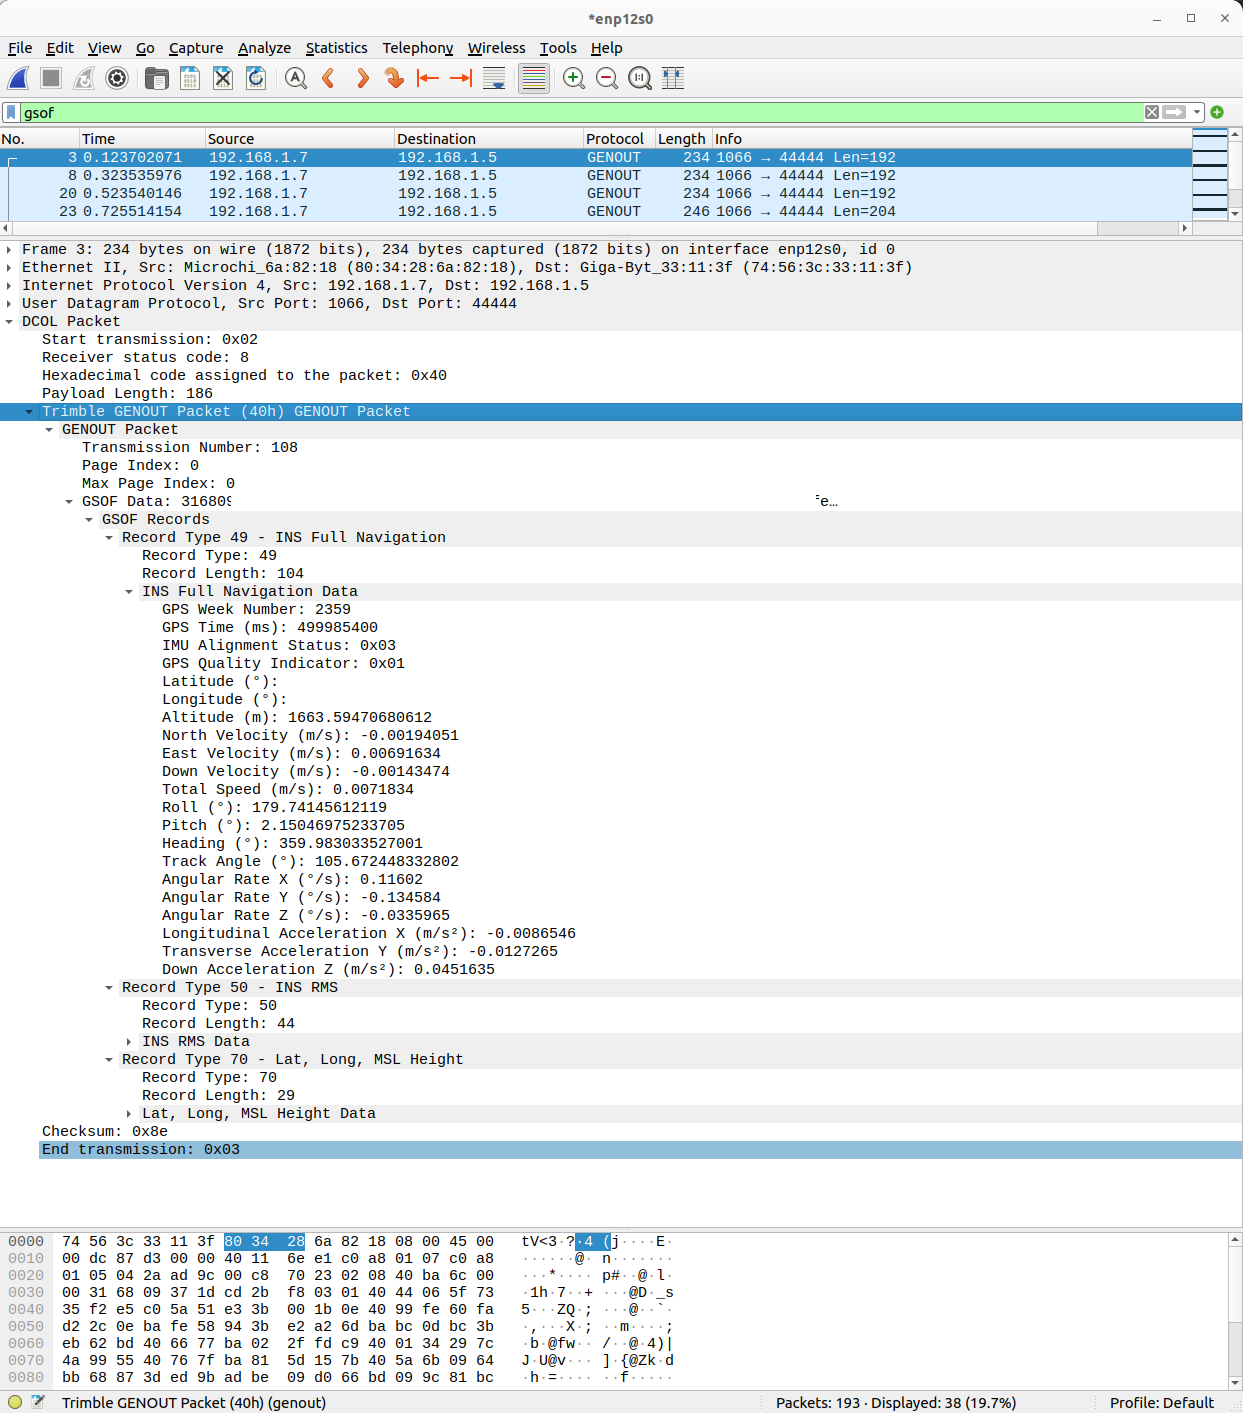 *enp12s0
File Edit View Go Capture Analyze Statistics Telephony Wireless Tools Help
gsof
No. Time Source Destination Protocol Length Info
3 0.123702071 192.168.1.7 192.168.1.5 GENOUT 234 1066 → 44444 Len=192
8 0.323535976 192.168.1.7 192.168.1.5 GENOUT 234 1066 → 44444 Len=192
20 0.523540146 192.168.1.7 192.168.1.5 GENOUT 234 1066 → 44444 Len=192
23 0.725514154 192.168.1.7 192.168.1.5 GENOUT 246 1066 → 44444 Len=204
Frame 3: 234 bytes on wire (1872 bits), 234 bytes captured (1872 bits) on interface enp12s0, id 0
Ethernet II, Src: Microchi_6a:82:18 (80:34:28:6a:82:18), Dst: Giga-Byt_33:11:3f (74:56:3c:33:11:3f)
Internet Protocol Version 4, Src: 192.168.1.7, Dst: 192.168.1.5
User Datagram Protocol, Src Port: 1066, Dst Port: 44444
DCOL Packet
Start transmission: 0x02
Receiver status code: 8
Hexadecimal code assigned to the packet: 0x40
Payload Length: 186
Trimble GENOUT Packet (40h) GENOUT Packet
GENOUT Packet
Transmission Number: 108
Page Index: 0
Max Page Index: 0
GSOF Data: 316809 fe…
GSOF Records
Record Type 49 - INS Full Navigation
Record Type: 49
Record Length: 104
INS Full Navigation Data
GPS Week Number: 2359
GPS Time (ms): 499985400
IMU Alignment Status: 0x03
GPS Quality Indicator: 0x01
Latitude (°):
Longitude (°):
Altitude (m): 1663.59470680612
North Velocity (m/s): -0.00194051
East Velocity (m/s): 0.00691634
Down Velocity (m/s): -0.00143474
Total Speed (m/s): 0.0071834
Roll (°): 179.74145612119
Pitch (°): 2.15046975233705
Heading (°): 359.983033527001
Track Angle (°): 105.672448332802
Angular Rate X (°/s): 0.11602
Angular Rate Y (°/s): -0.134584
Angular Rate Z (°/s): -0.0335965
Longitudinal Acceleration X (m/s²): -0.0086546
Transverse Acceleration Y (m/s²): -0.0127265
Down Acceleration Z (m/s²): 0.0451635
Record Type 50 - INS RMS
Record Type: 50
Record Length: 44
INS RMS Data
Record Type 70 - Lat, Long, MSL Height
Record Type: 70
Record Length: 29
Lat, Long, MSL Height Data
Checksum: 0x8e
End transmission: 0x03
0000 74 56 3c 33 11 3f 80 34 28 6a 82 18 08 00 45 00 tV<3·?·4 (j····E·
0010 00 dc 87 d3 00 00 40 11 6e e1 c0 a8 01 07 c0 a8 ······@· n·······
0020 01 05 04 2a ad 9c 00 c8 70 23 02 08 40 ba 6c 00 ···*···· p#··@·l·
0030 00 31 68 09 37 1d cd 2b f8 03 01 40 44 06 5f 73 ·1h·7··+ ···@D·_s
0040 35 f2 e5 c0 5a 51 e3 3b 00 1b 0e 40 99 fe 60 fa 5···ZQ·; ···@··`·
0050 d2 2c 0e ba fe 58 94 3b e2 a2 6d ba bc 0d bc 3b ·,···X·; ··m····;
0060 eb 62 bd 40 66 77 ba 02 2f fd c9 40 01 34 29 7c ·b·@fw·· /··@·4)|
0070 4a 99 55 40 76 7f ba 81 5d 15 7b 40 5a 6b 09 64 J·U@v··· ]·{@Zk·d
0080 bb 68 87 3d ed 9b ad be 09 d0 66 bd 09 9c 81 bc ·h·=···· ··f·····
Trimble GENOUT Packet (40h) (genout) Packets: 193 · Displayed: 38 (19.7%) Profile: Default